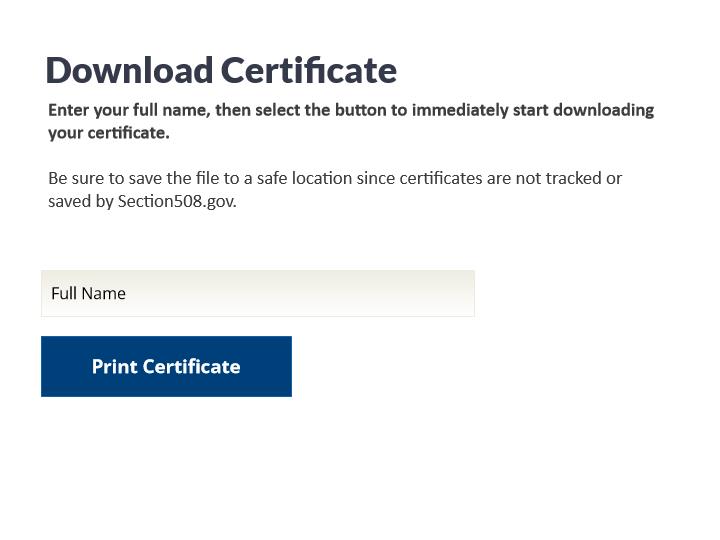 Download Certificate
Enter your full name, then select the button to immediately start downloading
your certificate.
Be sure to save the file to a safe location since certificates are not tracked or
saved by Section508.gov.
Full Name
Print Certificate